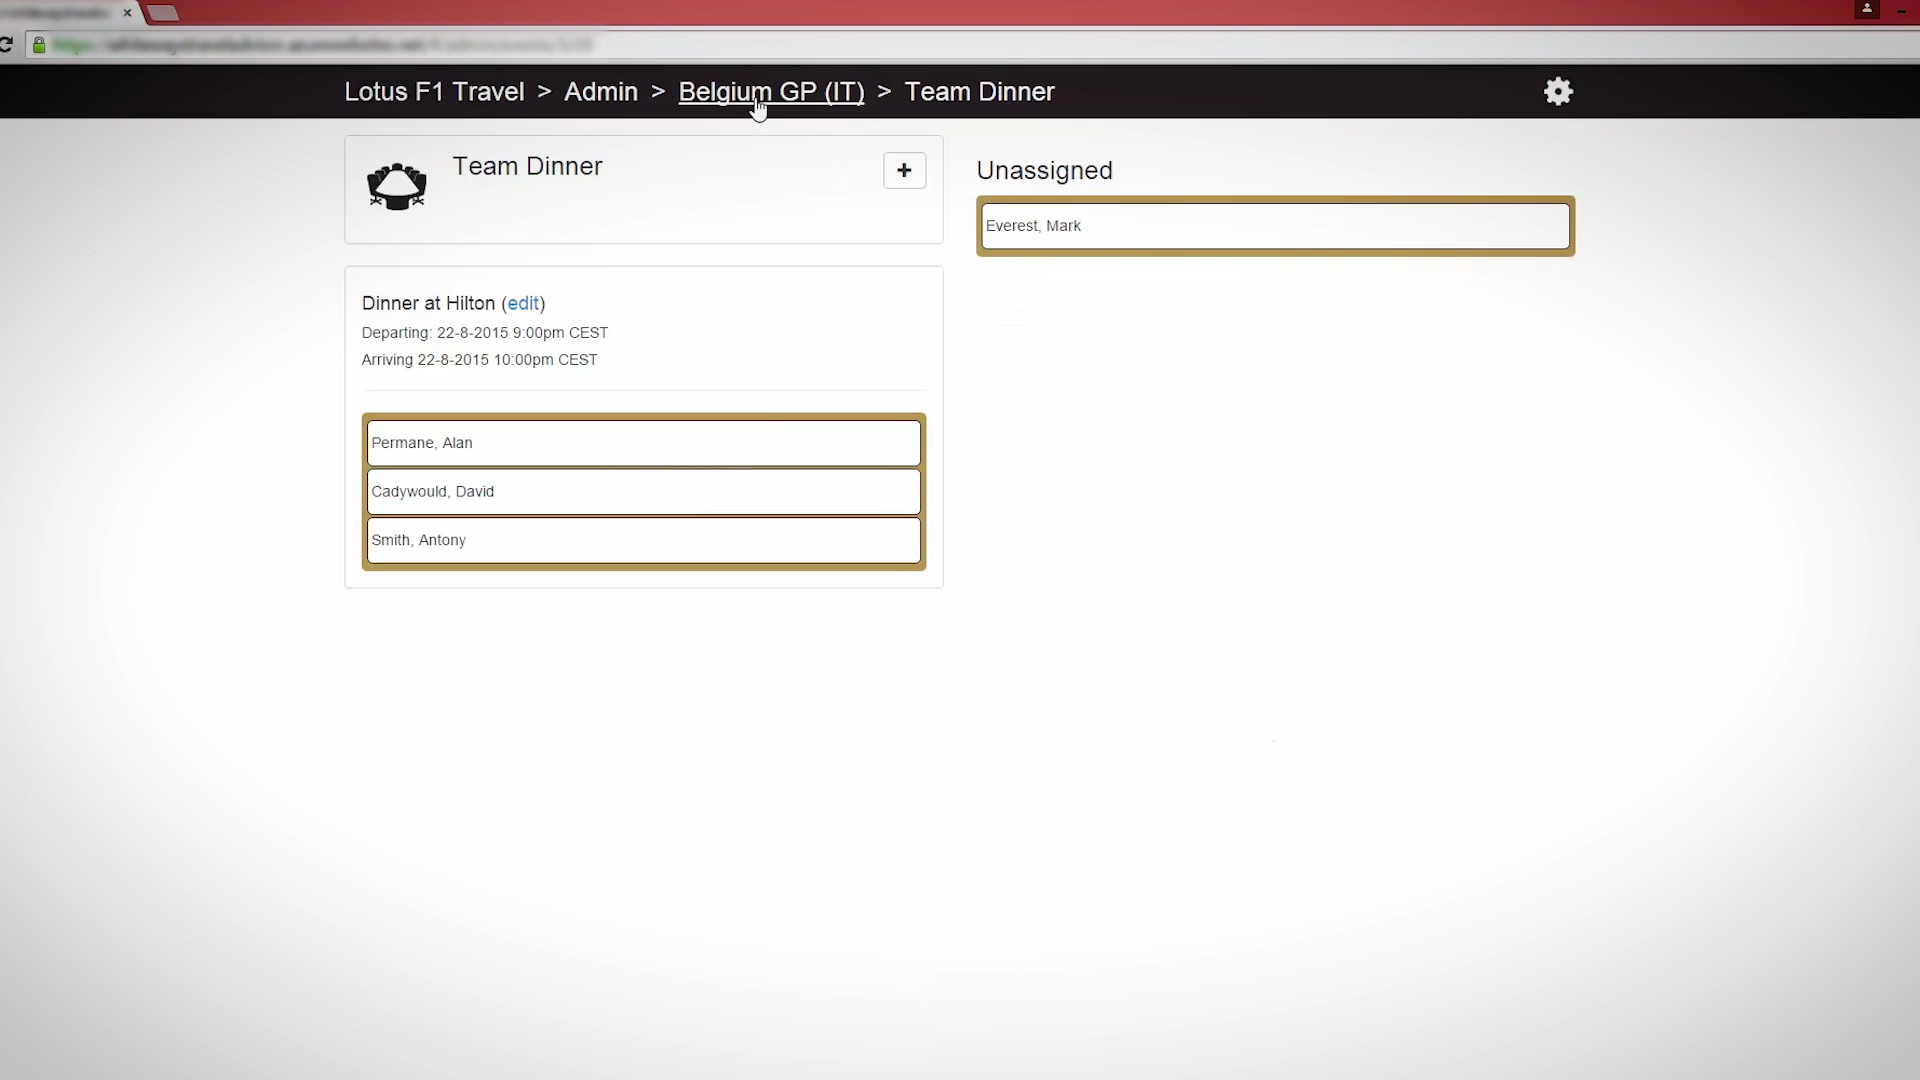 Lotus F1 Travel > Admin > Belgium GP (IT) > Team Dinner
Team Dinner
Unassigned
Everest, Mark
Dinner at Hilton (edit)
Departing: 22-8-2015 9:00pm CEST
Arriving 22-8-2015 10:00pm CEST
Permane, Alan
Cadywould, David
Smith, Antony